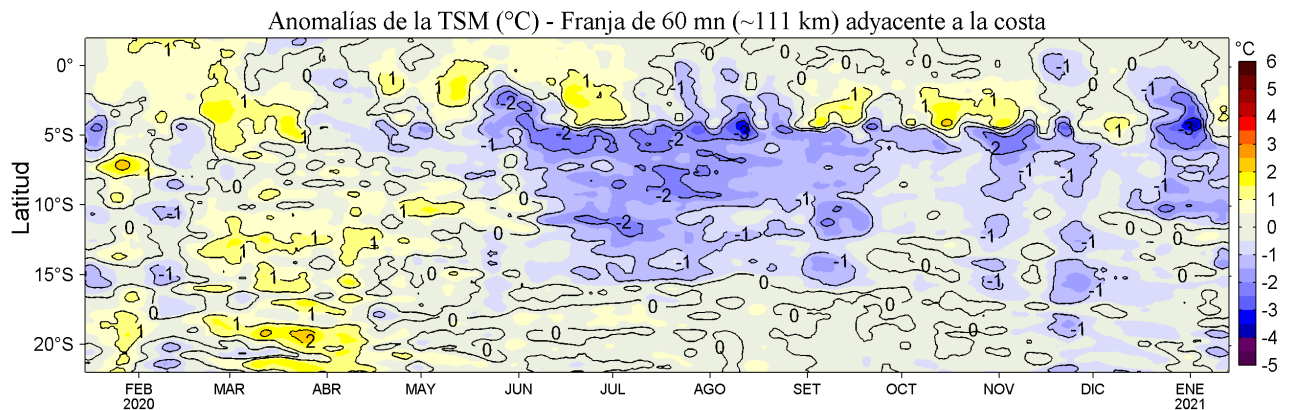 Anomalías de la TSM (°C) - Franja de 60 mn (~111 km) adyacente a la costa
°C
6
5
4
3
2
1
0
-1
-2
-3
-4
-5
Latitud
0°
5°S
10°S
15°S
20°S
FEB MAR ABR MAY JUN JUL AGO SET OCT NOV DIC ENE
2020 2021